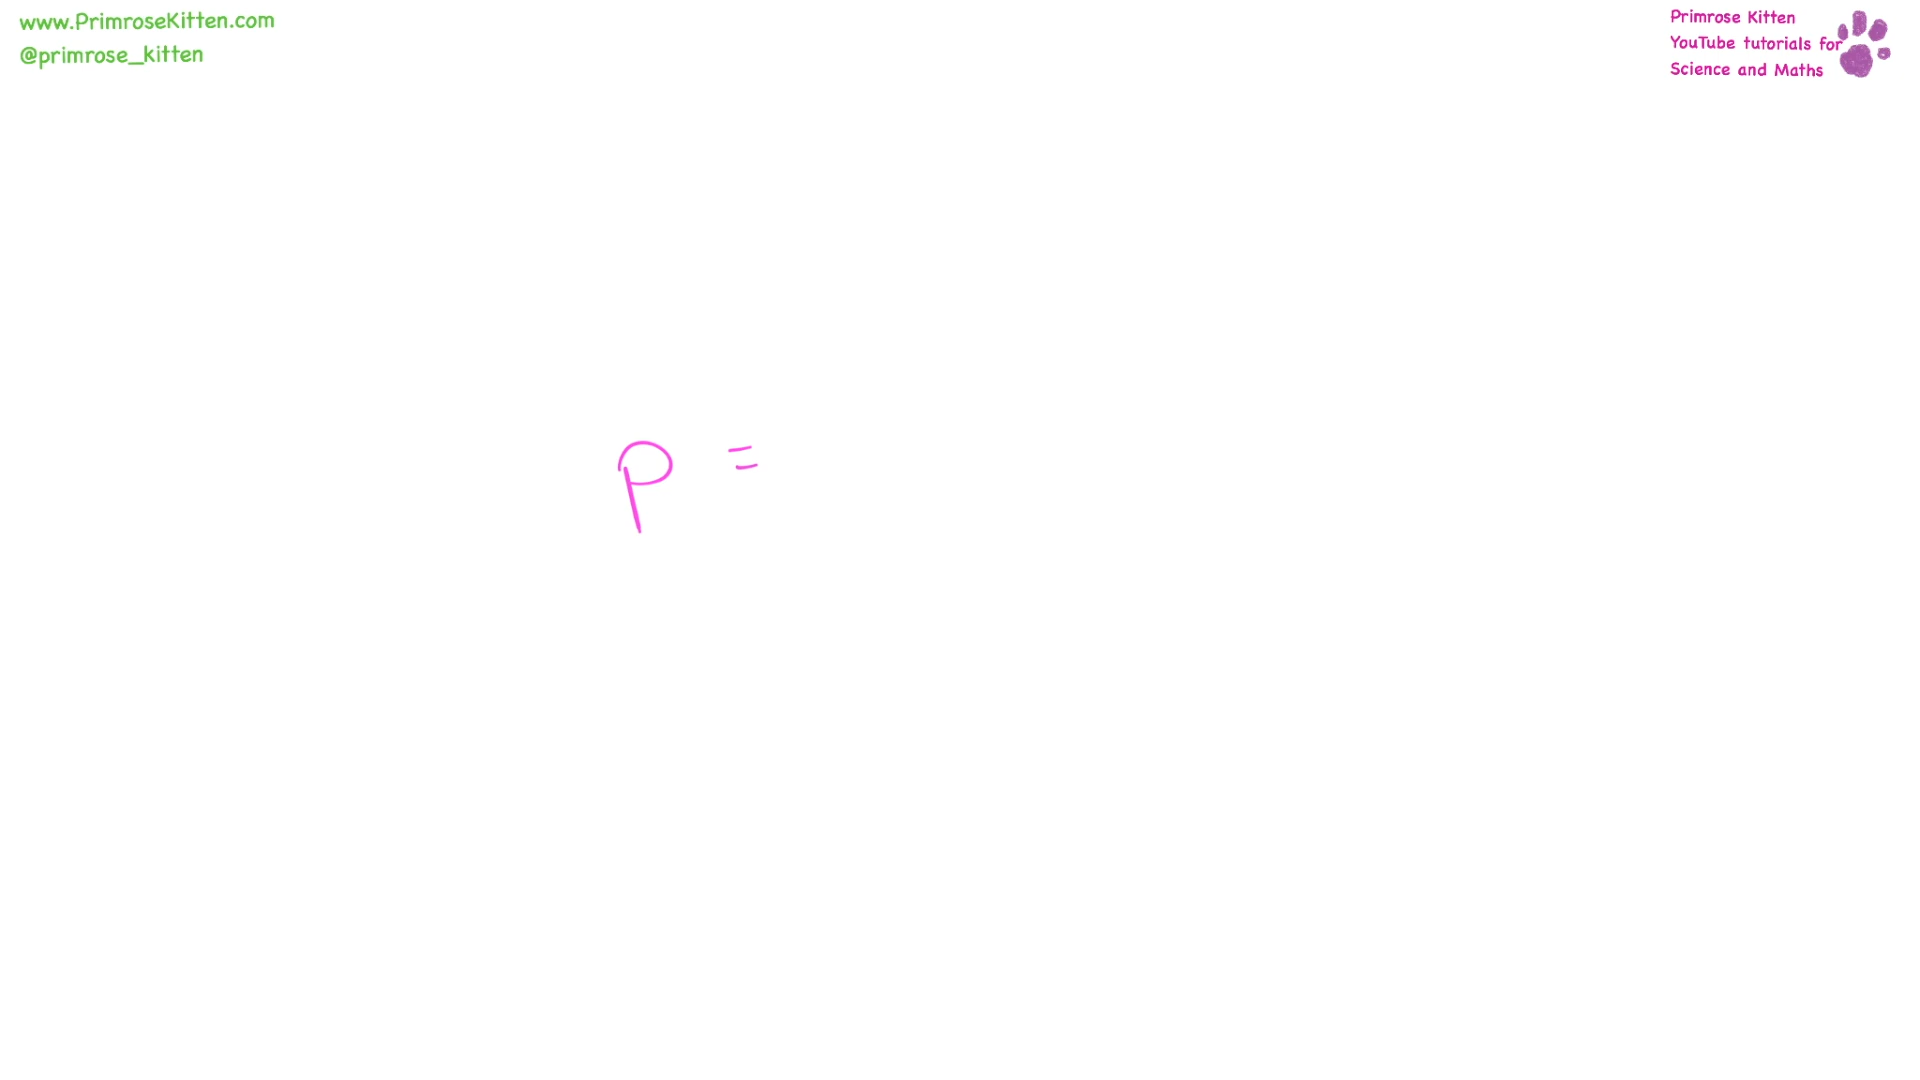 www.PrimroseKitten.com
@primrose_kitten
Primrose Kitten
YouTube tutorials for
Science and Maths
P =